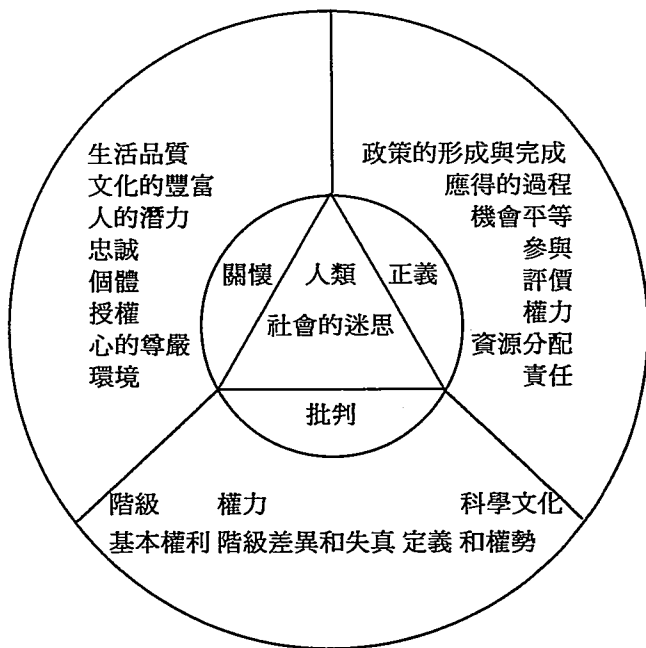 生活品質
文化的豐富
人的潛力
忠誠
個體
授權
心的尊嚴
環境
政策的形成與完成
應得的過程
機會平等
參與
評價
權力
資源分配
責任
關懷
人類
正義
社會的迷思
批判
階級 權力 科學文化
基本權利 階級差異和失真 定義 和權勢